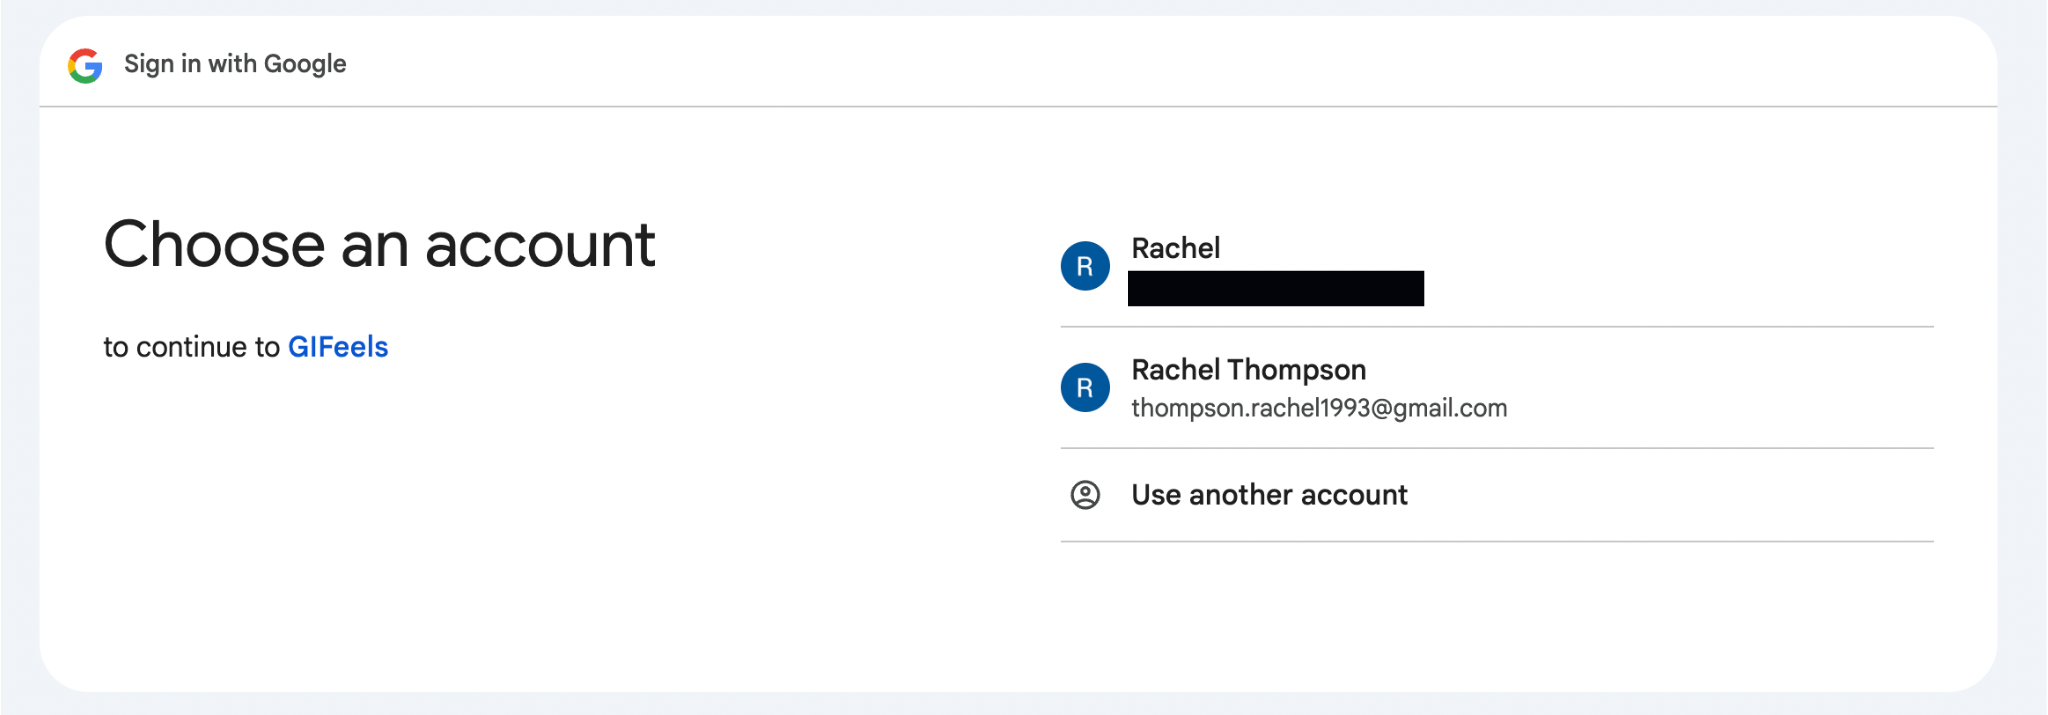 Sign in with Google
Choose an account
to continue to GIFeels
R
Rachel
R
Rachel Thompson
thompson.rachel1993@gmail.com
Use another account